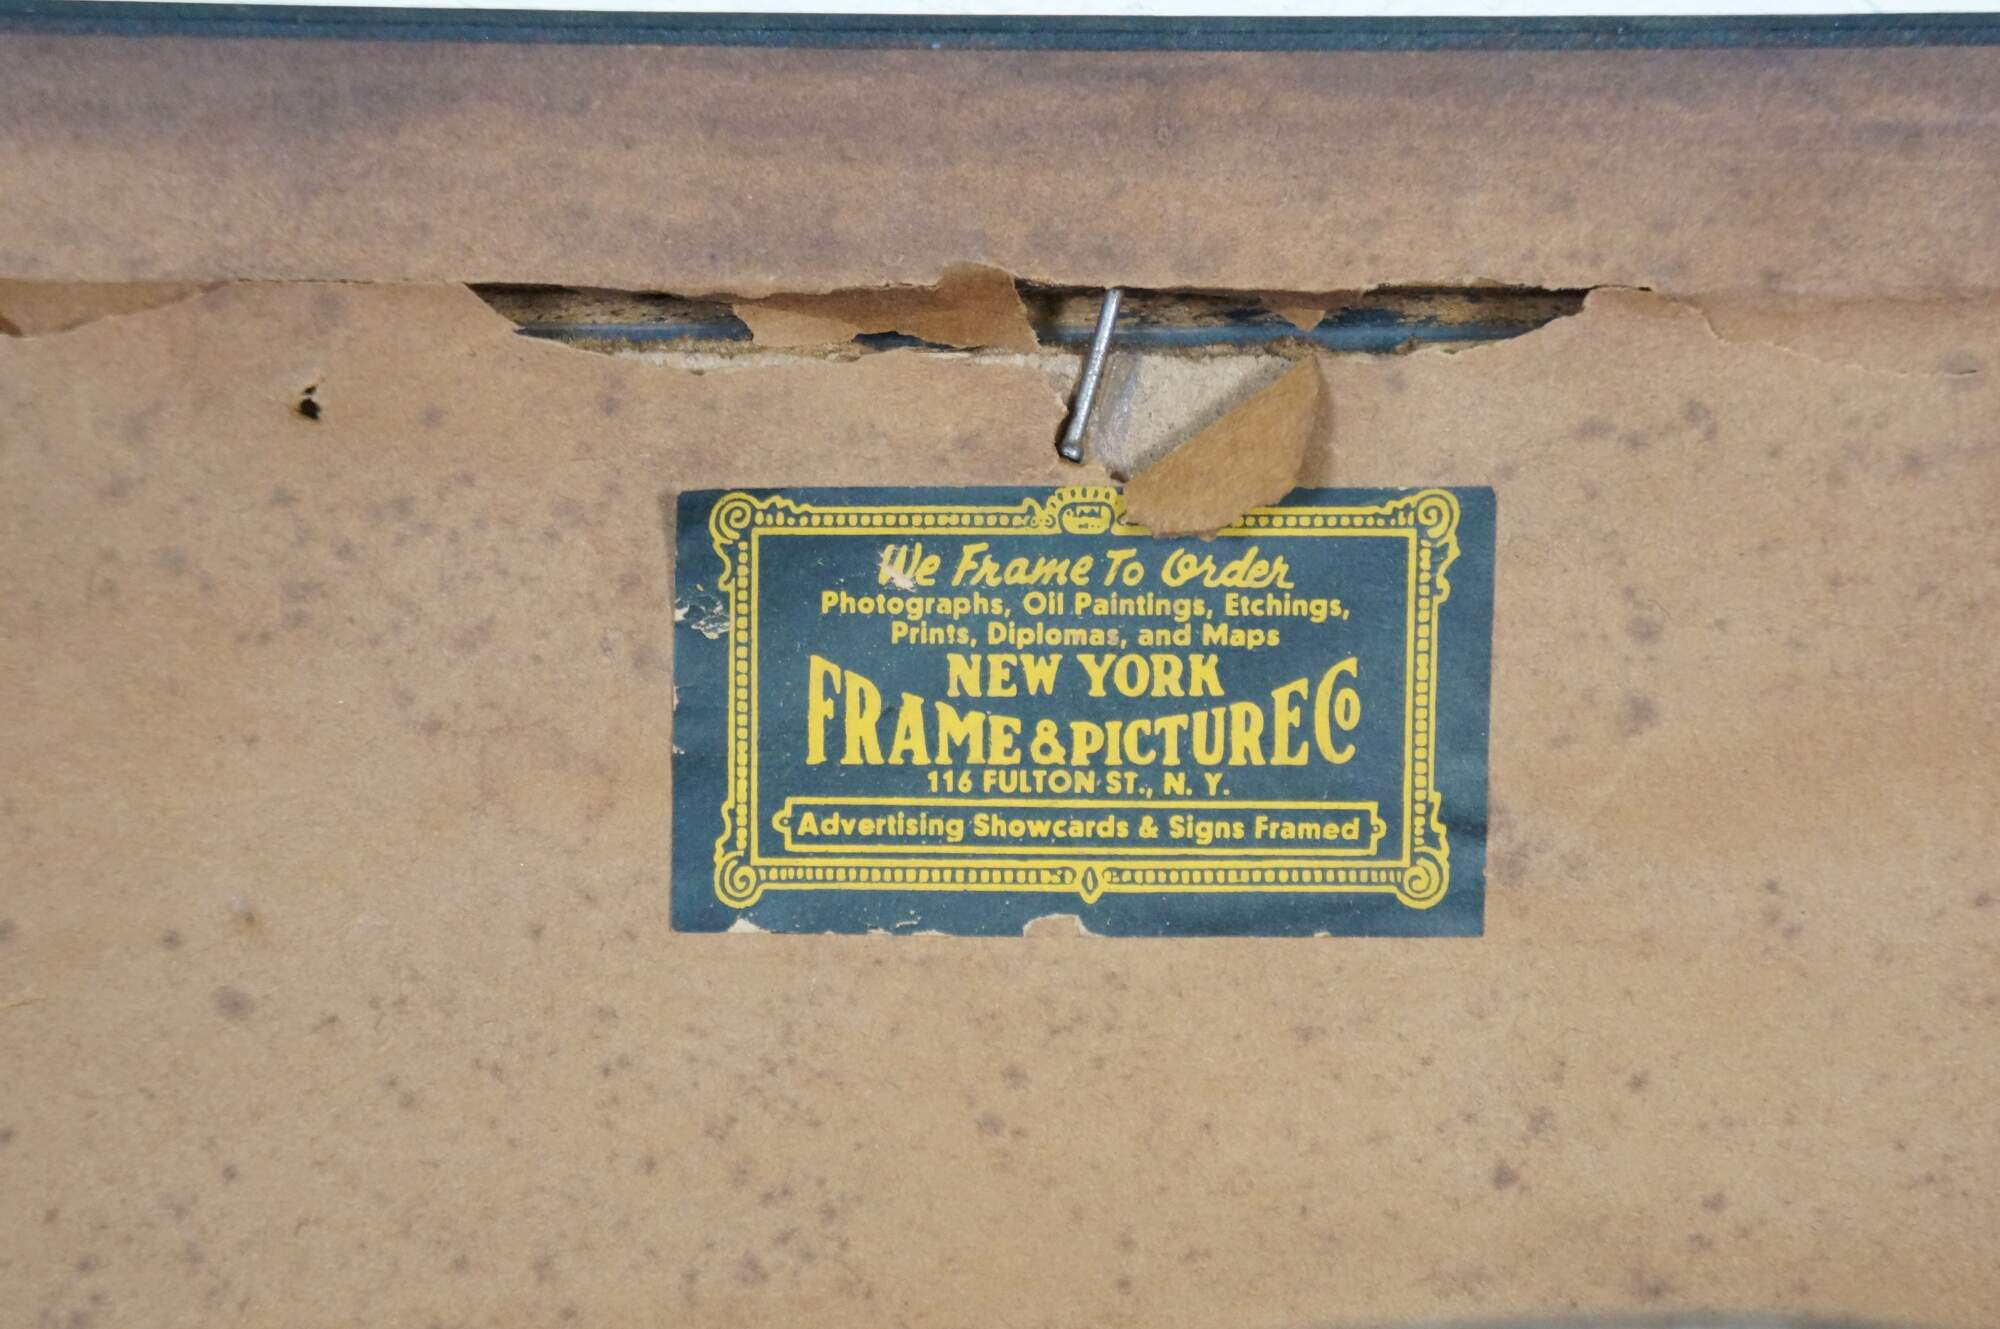 We Frame To Order
Photographs, Oil Paintings, Etchings,
Prints, Diplomas, and Maps
NEW YORK
FRAME & PICTURE Co
116 FULTON ST., N. Y.
Advertising Showcards & Signs Framed